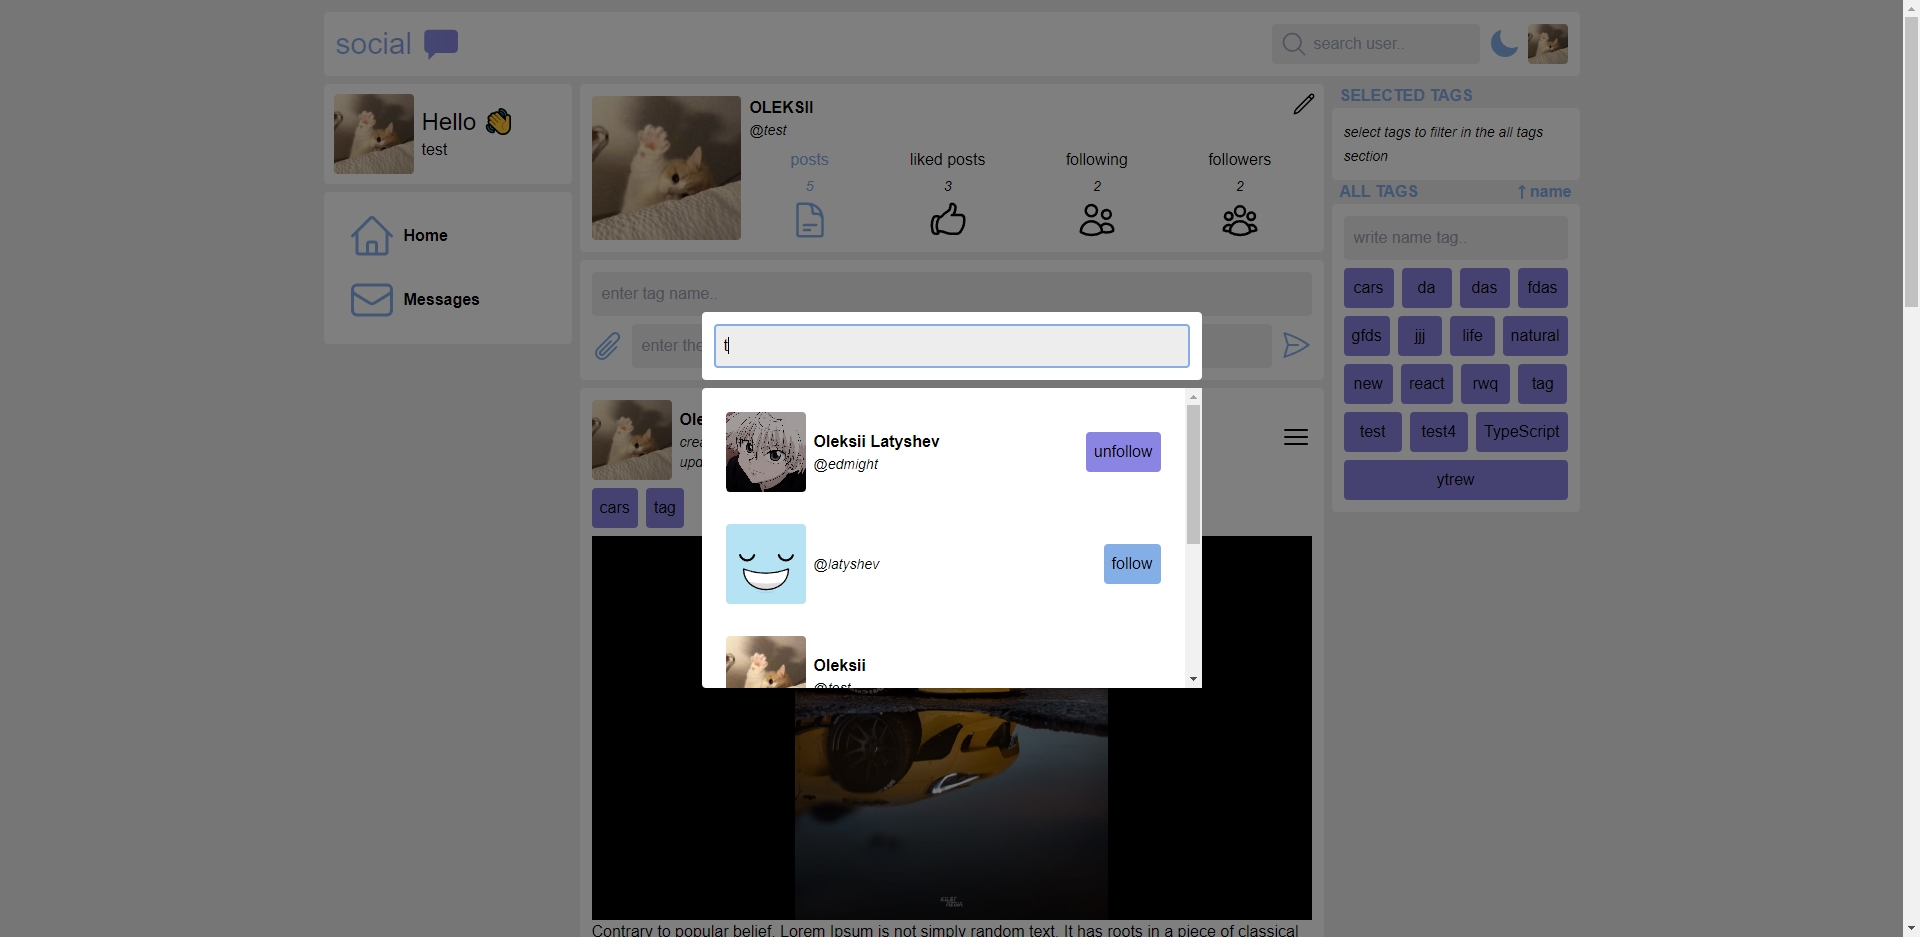 social
search user..
Hello 👋
test
Home
Messages
OLEKSII
@test
posts
5
liked posts
3
following
2
followers
2
enter tag name..
enter the
t
Oleksii Latyshev
@edmight
unfollow
@latyshev
follow
Oleksii
@test
Ole
crea
upd
cars
tag
Contrary to popular belief, Lorem Ipsum is not simply random text. It has roots in a piece of classical
SELECTED TAGS
select tags to filter in the all tags
section
ALL TAGS
↑ name
write name tag..
cars da das fdas
gfds jjj life natural
new react rwq tag
test test4 TypeScript
ytrew